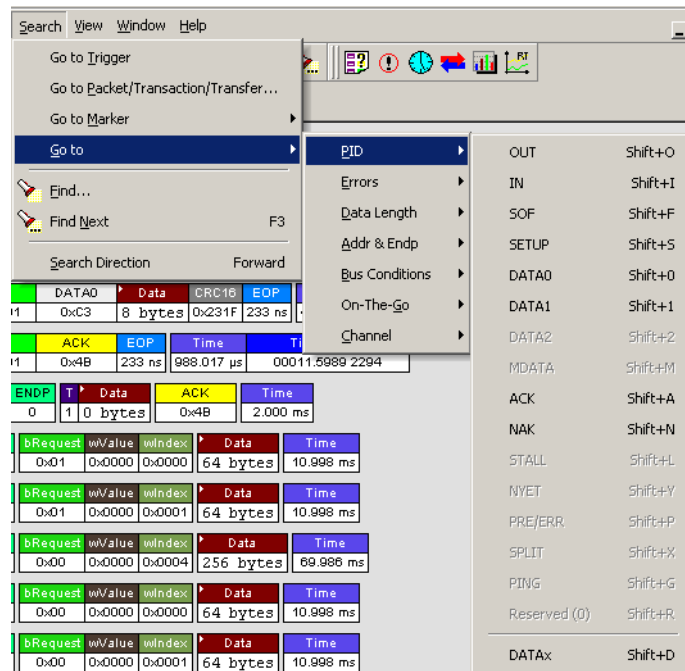 Search View Window Help
Go to Trigger
Go to Packet/Transaction/Transfer...
Go to Marker
Go to
Find...
Find Next F3
Search Direction Forward
RT
PID
Errors
Data Length
Addr & Endp
Bus Conditions
On-The-Go
Channel
OUT Shift+O
IN Shift+I
SOF Shift+F
SETUP Shift+S
DATA0 Shift+0
DATA1 Shift+1
DATA2 Shift+2
MDATA Shift+M
ACK Shift+A
NAK Shift+N
STALL Shift+L
NYET Shift+Y
PRE/ERR Shift+P
SPLIT Shift+X
PING Shift+G
Reserved (0) Shift+R
DATAx Shift+D
DATA0 Data CRC16 EOP
0xC3 8 bytes 0x231F 233 ns
ACK EOP Time
0x4B 233 ns 988.017 µs 00011.5989 2294
ENDP T Data ACK Time
0 1 0 bytes 0x4B 2.000 ms
bRequest wValue wIndex Data Time
0x01 0x0000 0x0000 64 bytes 10.998 ms
bRequest wValue wIndex Data Time
0x01 0x0000 0x0001 64 bytes 10.998 ms
bRequest wValue wIndex Data Time
0x00 0x0000 0x0004 256 bytes 69.986 ms
bRequest wValue wIndex Data Time
0x00 0x0000 0x0000 64 bytes 10.998 ms
bRequest wValue wIndex Data Time
0x00 0x0000 0x0001 64 bytes 10.998 ms